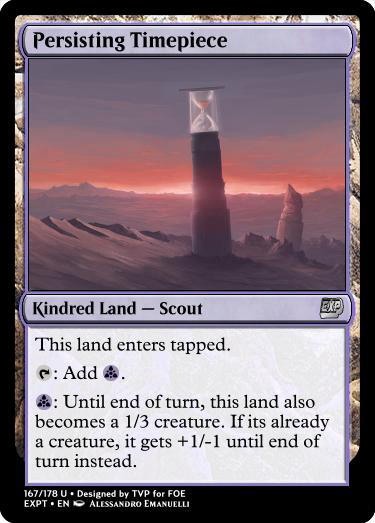 Persisting Timepiece
Kindred Land — Scout
EXP
This land enters tapped.
: Add .
: Until end of turn, this land also
becomes a 1/3 creature. If its already
a creature, it gets +1/-1 until end of
turn instead.
167/178 U • Designed by TVP for FOE
EXPT • EN Alessandro Emanuelli